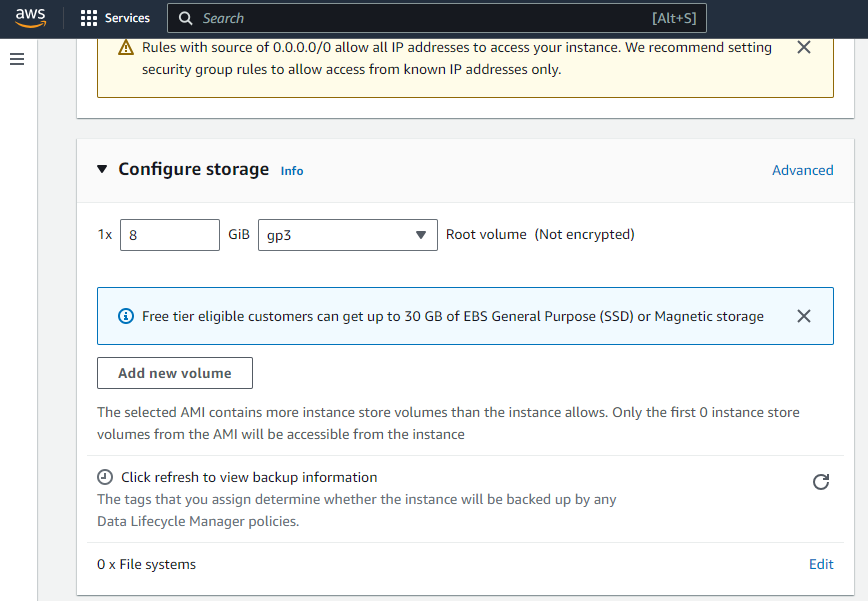 aws
Services
Search
[Alt+S]
Rules with source of 0.0.0.0/0 allow all IP addresses to access your instance. We recommend setting
security group rules to allow access from known IP addresses only.
Configure storage Info
Advanced
1x 8 GiB gp3 Root volume (Not encrypted)
Free tier eligible customers can get up to 30 GB of EBS General Purpose (SSD) or Magnetic storage
Add new volume
The selected AMI contains more instance store volumes than the instance allows. Only the first 0 instance store
volumes from the AMI will be accessible from the instance
Click refresh to view backup information
The tags that you assign determine whether the instance will be backed up by any
Data Lifecycle Manager policies.
0 x File systems
Edit